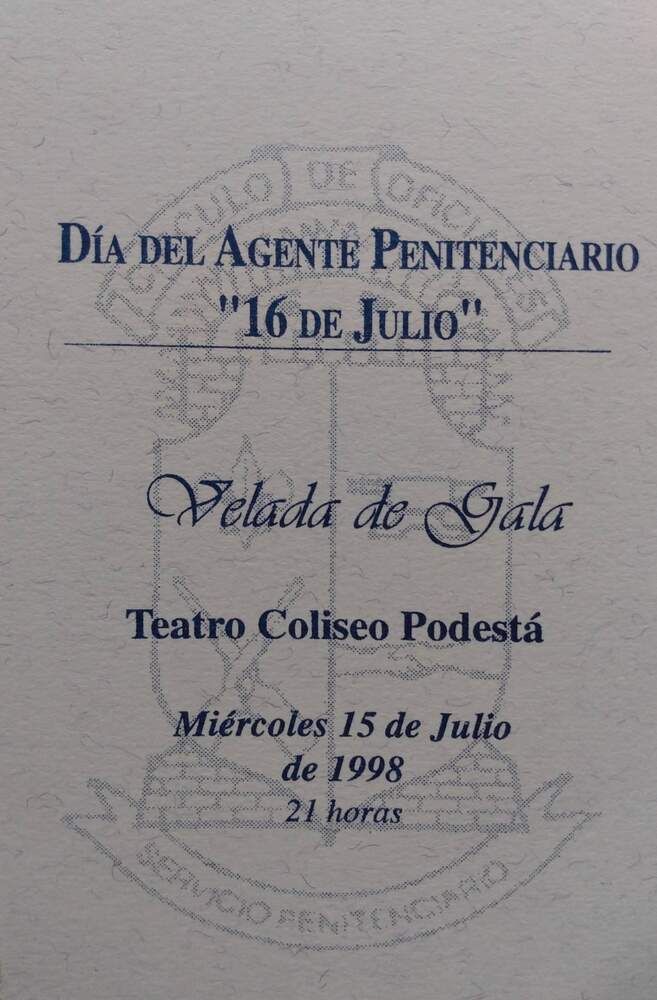 CÍRCULO DE OFICIALES
DÍA DEL AGENTE PENITENCIARIO
"16 DE JULIO"
Velada de Gala
Teatro Coliseo Podestá
Miércoles 15 de Julio
de 1998
21 horas
SERVICIO PENITENCIARIO